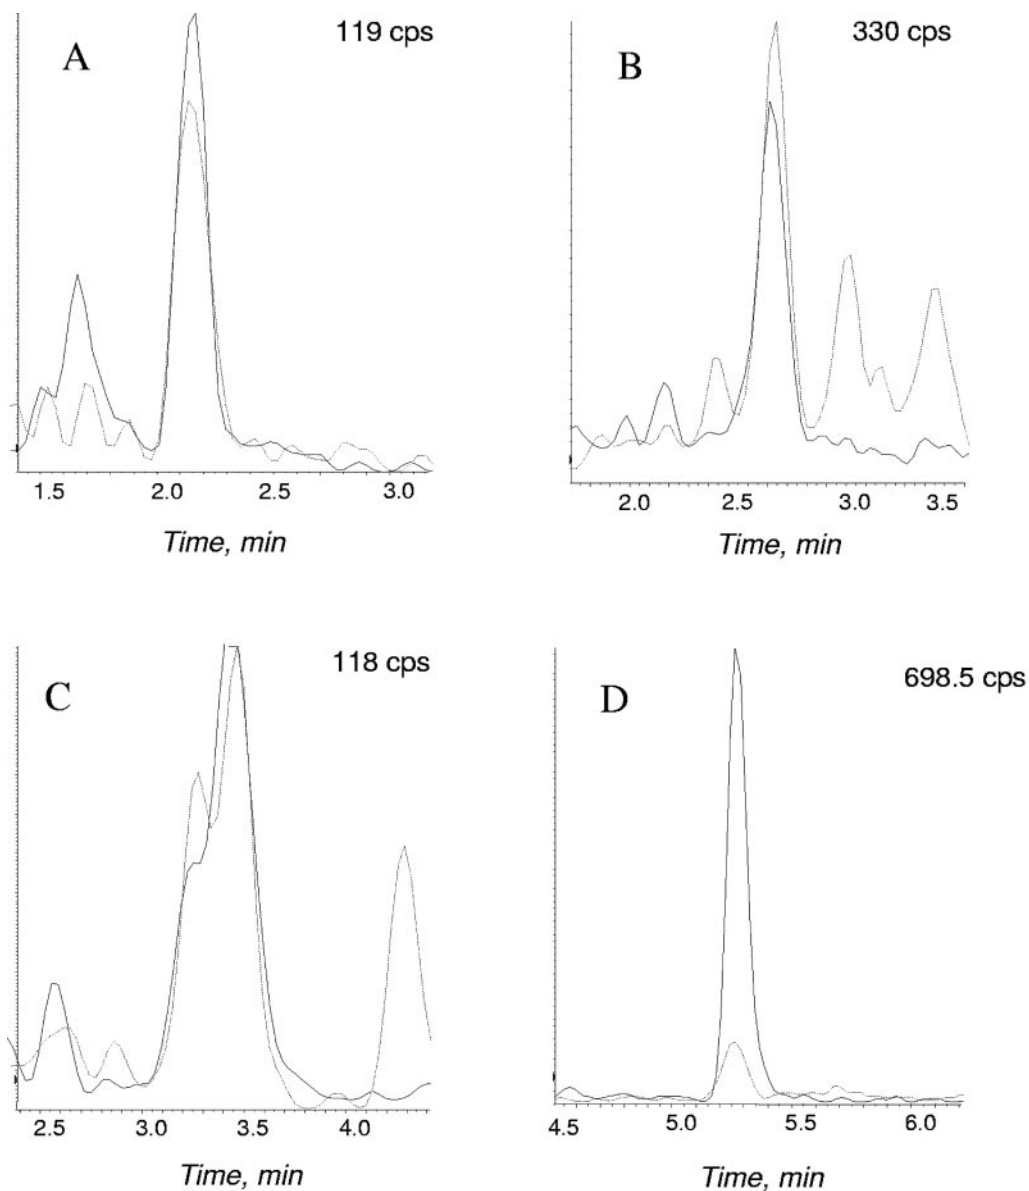 A
119 cps
1.5 2.0 2.5 3.0
Time, min
B
330 cps
2.0 2.5 3.0 3.5
Time, min
C
118 cps
2.5 3.0 3.5 4.0
Time, min
D
698.5 cps
4.5 5.0 5.5 6.0
Time, min